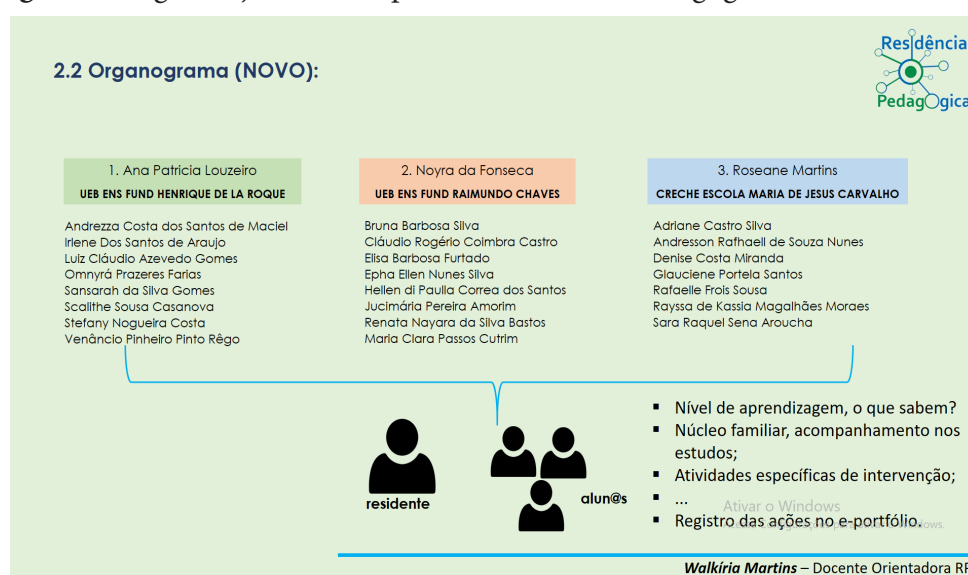 2.2 Organograma (NOVO):
Residência
Pedagógica
1. Ana Patricia Louzeiro
UEB ENS FUND HENRIQUE DE LA ROQUE
Andrezza Costa dos Santos de Maciel
Irlene Dos Santos de Araujo
Luiz Cláudio Azevedo Gomes
Omnyrá Prazeres Farias
Sansarah da Silva Gomes
Scalithe Sousa Casanova
Stefany Nogueira Costa
Venâncio Pinheiro Pinto Rêgo
2. Noyra da Fonseca
UEB ENS FUND RAIMUNDO CHAVES
Bruna Barbosa Silva
Cláudio Rogério Coimbra Castro
Elisa Barbosa Furtado
Epha Ellen Nunes Silva
Hellen di Paulla Correa dos Santos
Jucimária Pereira Amorim
Renata Nayara da Silva Bastos
Maria Clara Passos Cutrim
3. Roseane Martins
CRECHE ESCOLA MARIA DE JESUS CARVALHO
Adriane Castro Silva
Andresson Rafhaell de Souza Nunes
Denise Costa Miranda
Glauciene Portela Santos
Rafaelle Frois Sousa
Rayssa de Kassia Magalhães Moraes
Sara Raquel Sena Aroucha
residente
alun@s
▪ Nível de aprendizagem, o que sabem?
▪ Núcleo familiar, acompanhamento nos
estudos;
▪ Atividades específicas de intervenção;
▪ ...
Ativar o Windows
▪ Registro das ações no e-portfólio.
Walkíria Martins – Docente Orientadora RP